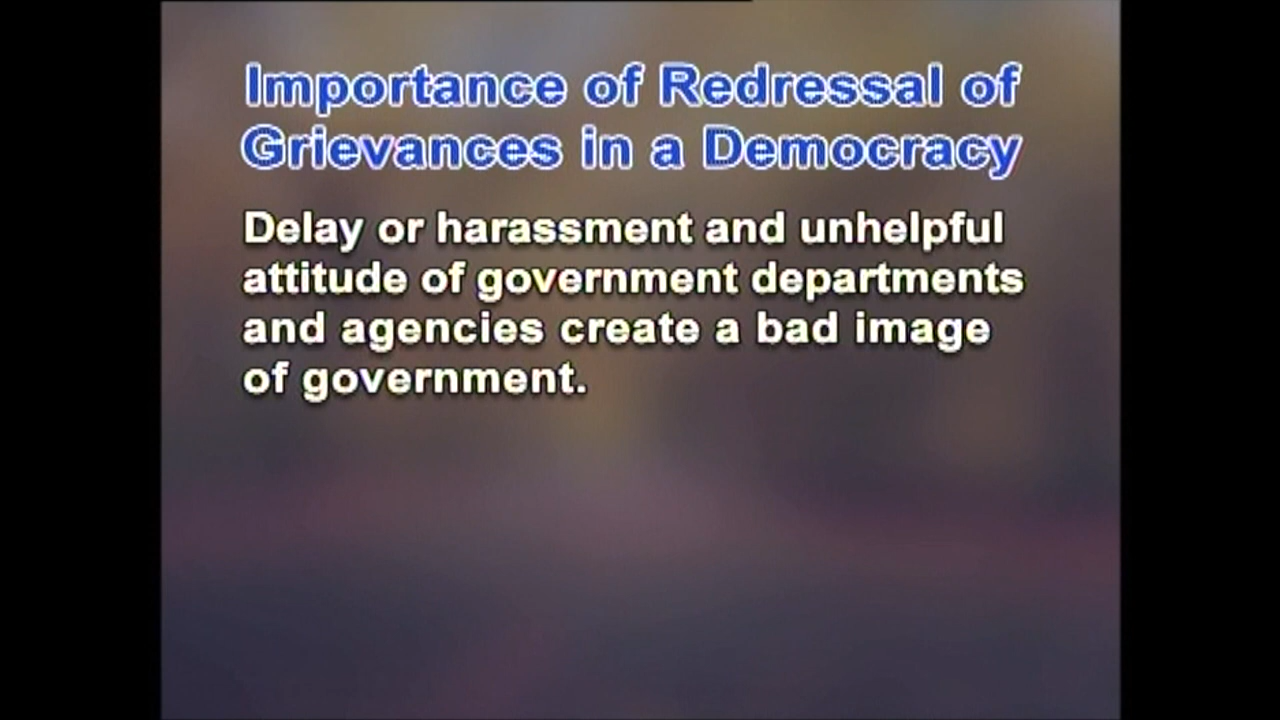 Importance of Redressal of
Grievances in a Democracy
Delay or harassment and unhelpful
attitude of government departments
and agencies create a bad image
of government.